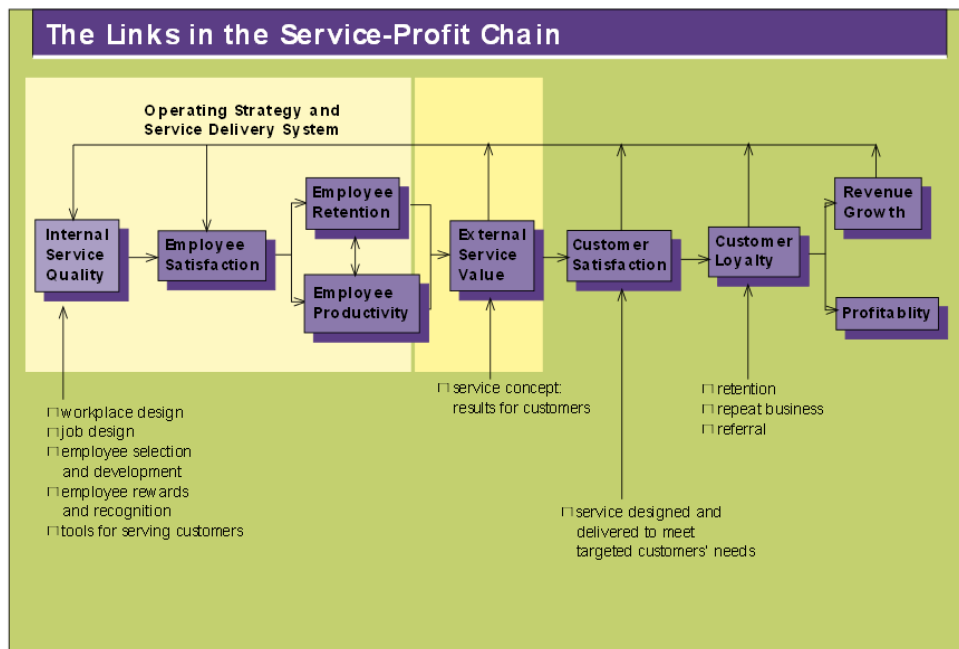 The Links in the Service-Profit Chain
Operating Strategy and
Service Delivery System
Internal
Service
Quality
Employee
Satisfaction
Employee
Retention
Employee
Productivity
External
Service
Value
Customer
Satisfaction
Customer
Loyalty
Revenue
Growth
Profitablity
□ workplace design
□ job design
□ employee selection
and development
□ employee rewards
and recognition
□ tools for serving customers
□ service concept:
results for customers
□ service designed and
delivered to meet
targeted customers' needs
□ retention
□ repeat business
□ referral